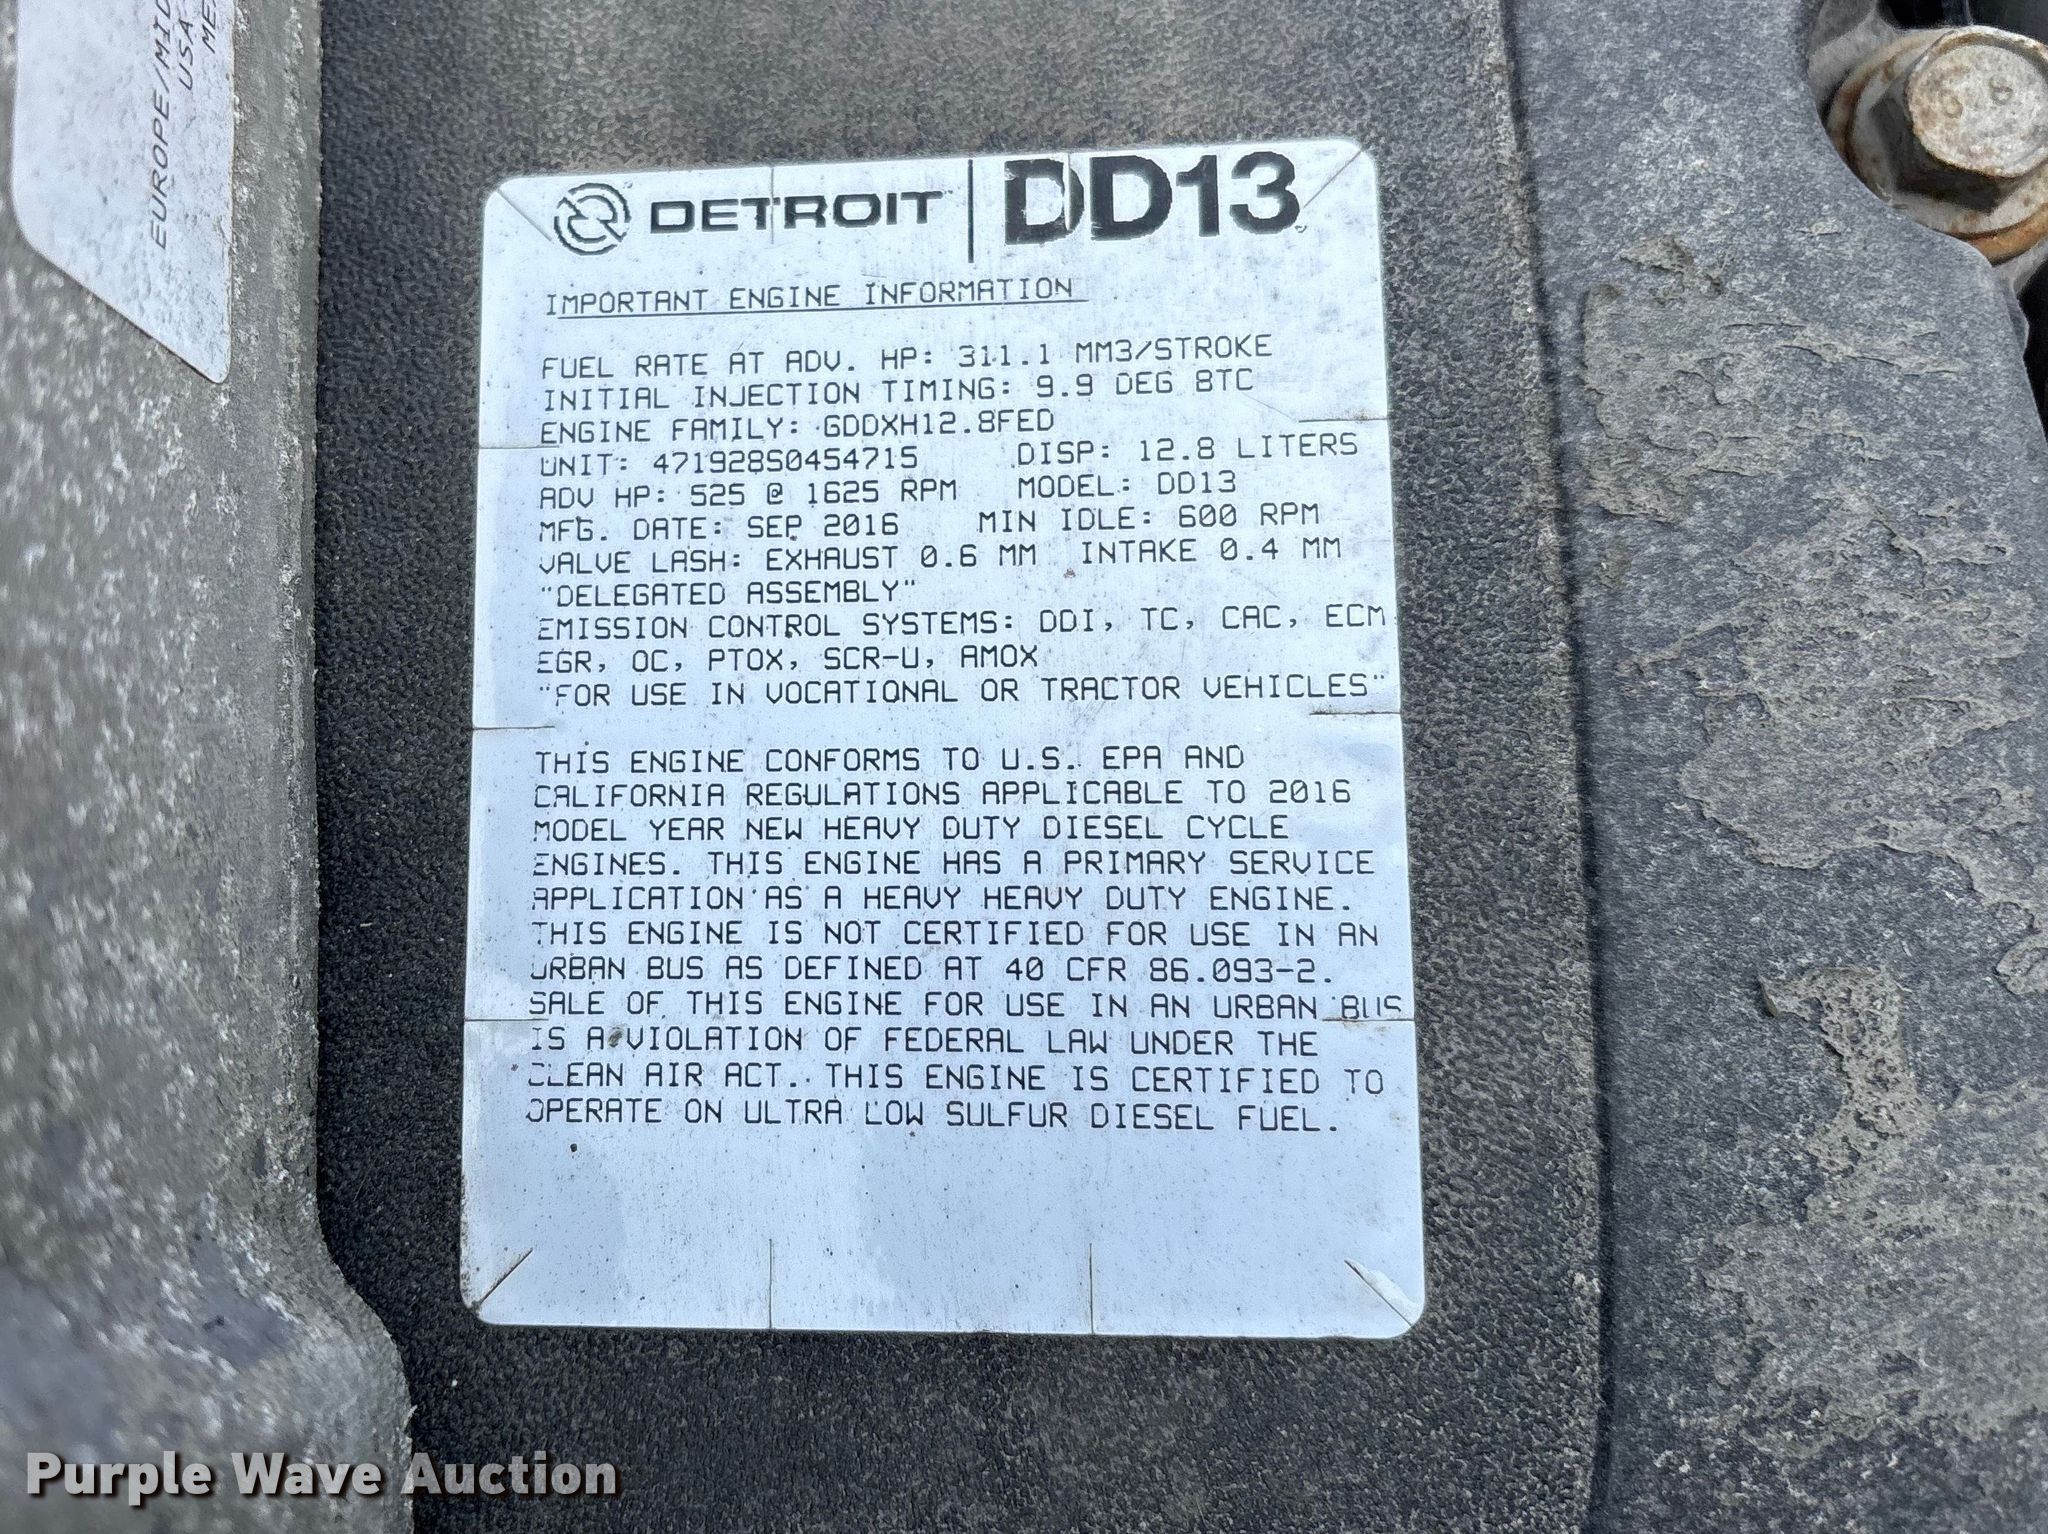 EUROPE/MID
USA
DETROIT DD13
IMPORTANT ENGINE INFORMATION
FUEL RATE AT ADV. HP: 311.1 MM3/STROKE
INITIAL INJECTION TIMING: 9.9 DEG BTC
ENGINE FAMILY: GDDXH12.8FED
UNIT: 471928S0454715 DISP: 12.8 LITERS
ADV HP: 525 @ 1625 RPM MODEL: DD13
MFG. DATE: SEP 2016 MIN IDLE: 600 RPM
VALVE LASH: EXHAUST 0.6 MM INTAKE 0.4 MM
"DELEGATED ASSEMBLY"
EMISSION CONTROL SYSTEMS: DDI, TC, CAC, ECM
EGR, OC, PTOX, SCR-U, AMOX
"FOR USE IN VOCATIONAL OR TRACTOR VEHICLES"
THIS ENGINE CONFORMS TO U.S. EPA AND
CALIFORNIA REGULATIONS APPLICABLE TO 2016
MODEL YEAR NEW HEAVY DUTY DIESEL CYCLE
ENGINES. THIS ENGINE HAS A PRIMARY SERVICE
APPLICATION AS A HEAVY HEAVY DUTY ENGINE.
THIS ENGINE IS NOT CERTIFIED FOR USE IN AN
URBAN BUS AS DEFINED AT 40 CFR 86.093-2.
SALE OF THIS ENGINE FOR USE IN AN URBAN BUS
IS A VIOLATION OF FEDERAL LAW UNDER THE
CLEAN AIR ACT. THIS ENGINE IS CERTIFIED TO
OPERATE ON ULTRA LOW SULFUR DIESEL FUEL.
Purple Wave Auction